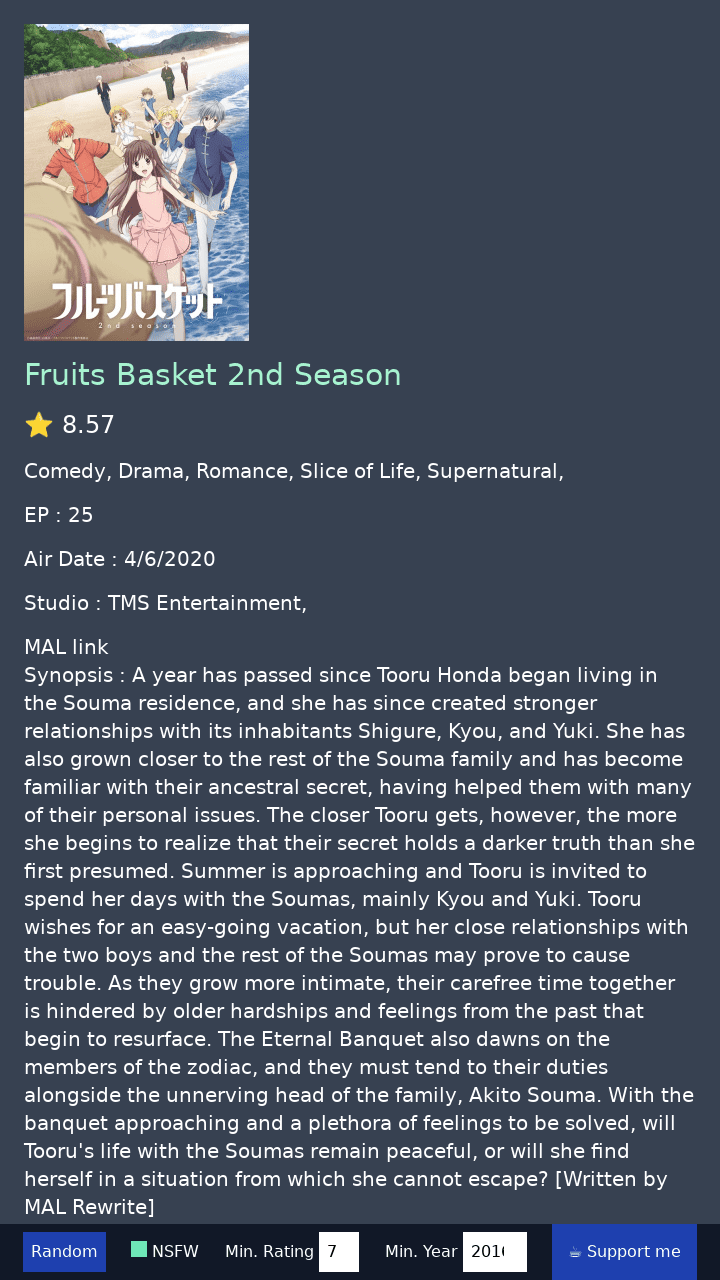 フルーツバスケット
2nd season
Fruits Basket 2nd Season
8.57
Comedy, Drama, Romance, Slice of Life, Supernatural,
EP : 25
Air Date : 4/6/2020
Studio : TMS Entertainment,
MAL link
Synopsis : A year has passed since Tooru Honda began living in
the Souma residence, and she has since created stronger
relationships with its inhabitants Shigure, Kyou, and Yuki. She has
also grown closer to the rest of the Souma family and has become
familiar with their ancestral secret, having helped them with many
of their personal issues. The closer Tooru gets, however, the more
she begins to realize that their secret holds a darker truth than she
first presumed. Summer is approaching and Tooru is invited to
spend her days with the Soumas, mainly Kyou and Yuki. Tooru
wishes for an easy-going vacation, but her close relationships with
the two boys and the rest of the Soumas may prove to cause
trouble. As they grow more intimate, their carefree time together
is hindered by older hardships and feelings from the past that
begin to resurface. The Eternal Banquet also dawns on the
members of the zodiac, and they must tend to their duties
alongside the unnerving head of the family, Akito Souma. With the
banquet approaching and a plethora of feelings to be solved, will
Tooru's life with the Soumas remain peaceful, or will she find
herself in a situation from which she cannot escape? [Written by
MAL Rewrite]
Random NSFW Min. Rating 7 Min. Year 2016 Support me